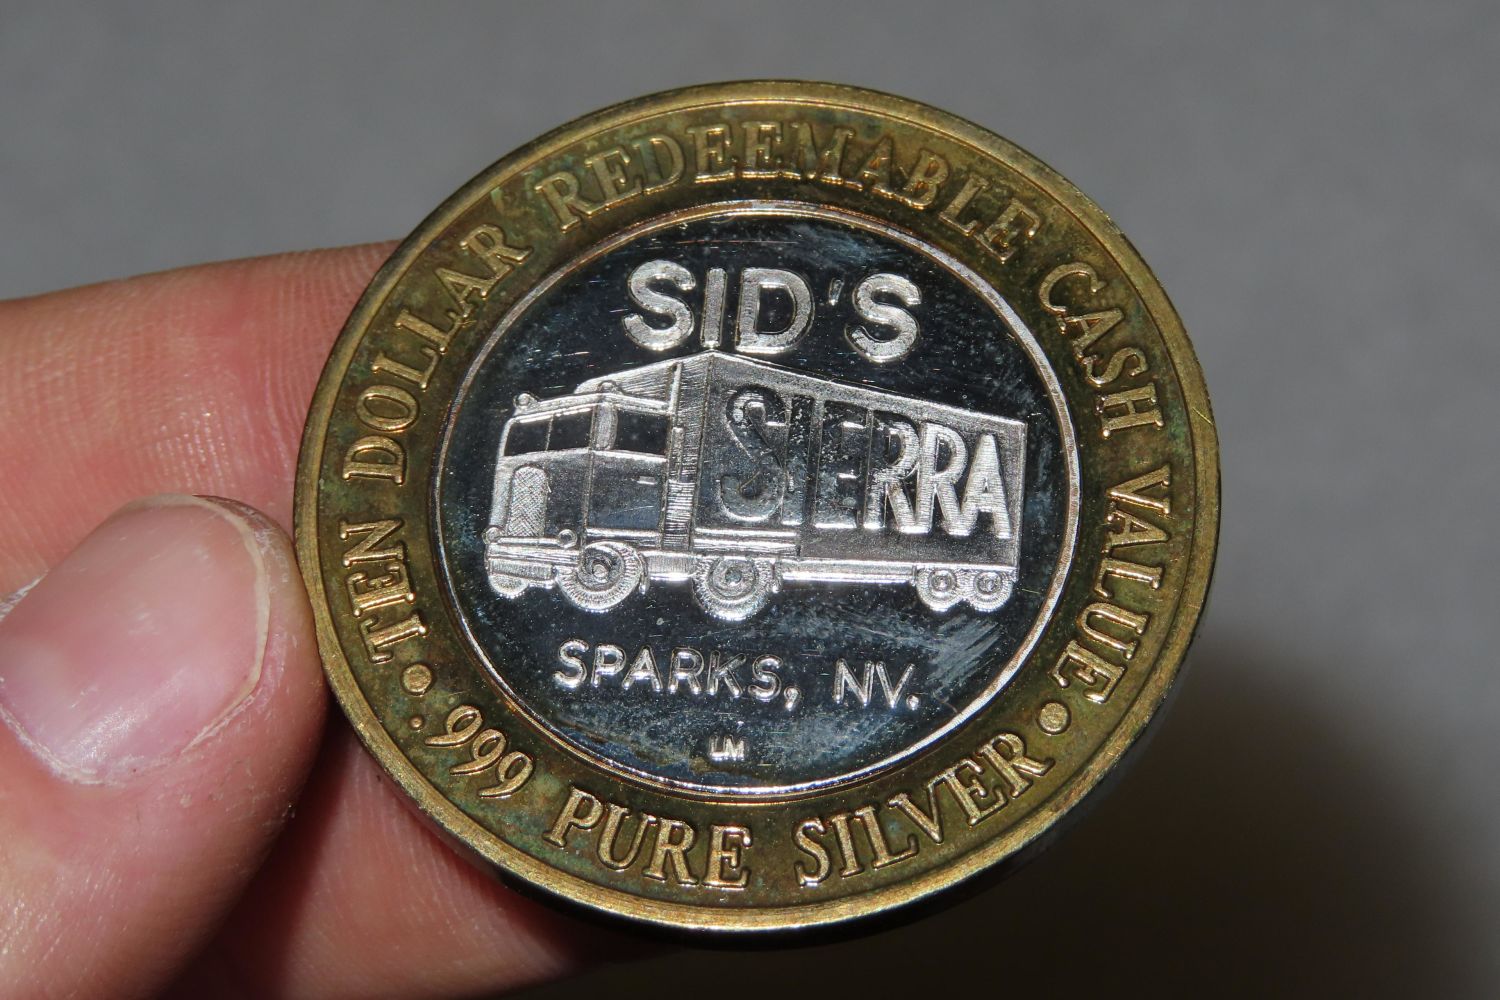 TEN DOLLAR REDEEMABLE CASH VALUE
SID'S
SIERRA
SPARKS, NV.
LM
• .999 PURE SILVER •